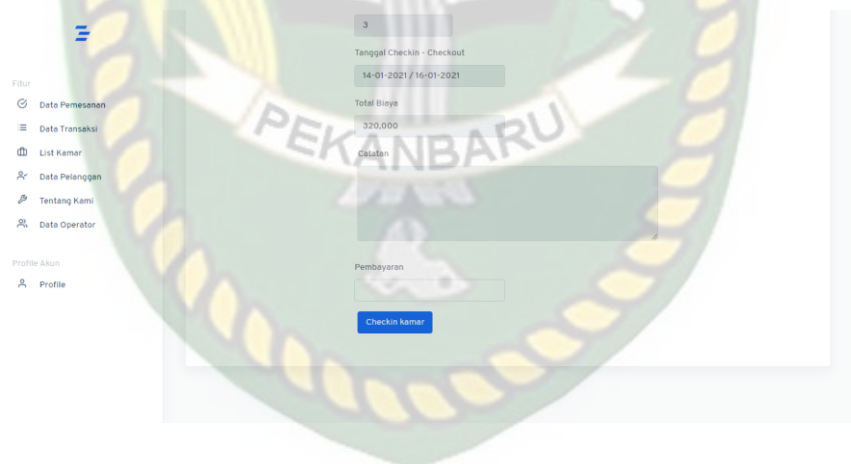 3
Tanggal Checkin - Checkout
14-01-2021 / 16-01-2021
Total Biaya
320,000
Catatan
Pembayaran
Checkin kamar
Fitur
Data Pemesanan
Data Transaksi
List Kamar
Data Pelanggan
Tentang Kami
Data Operator
Profile Akun
Profile
PEKANBARU